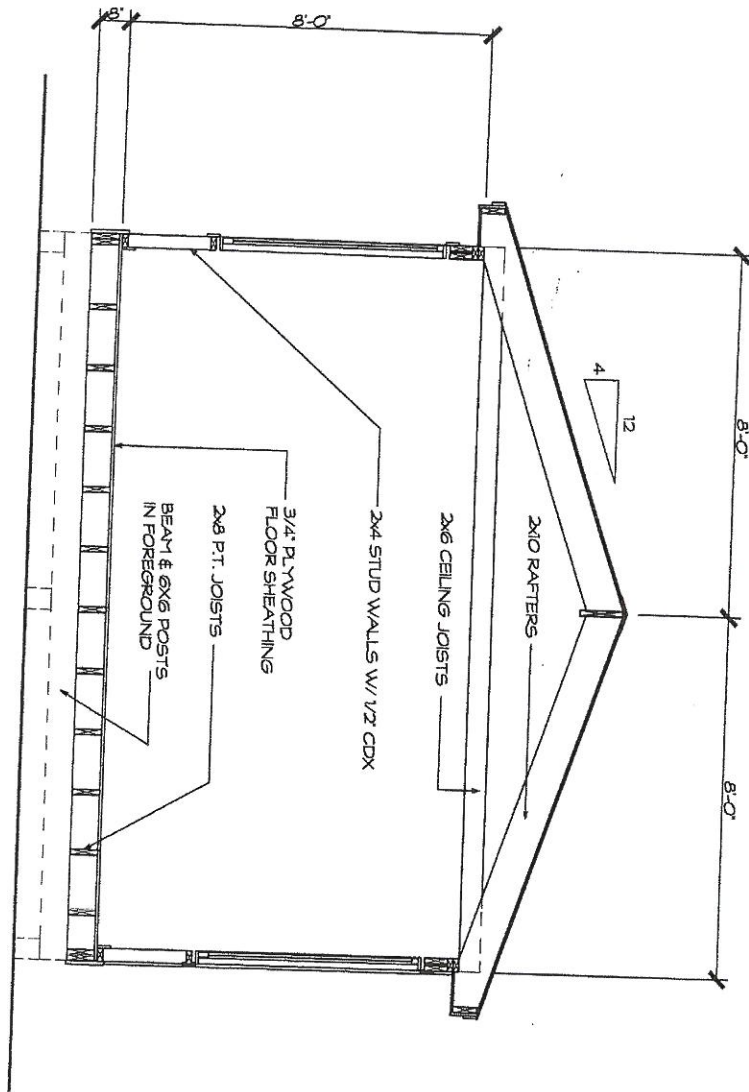 8'-0"
8'-0"
4
12
2x10 RAFTERS
2x6 CEILING JOISTS
8'-0"
2x4 STUD WALLS W/ 1/2" CDX
3/4" PLYWOOD
FLOOR SHEATHING
2x8 P.T. JOISTS
BEAM & 6X6 POSTS
IN FOREGROUND
8"